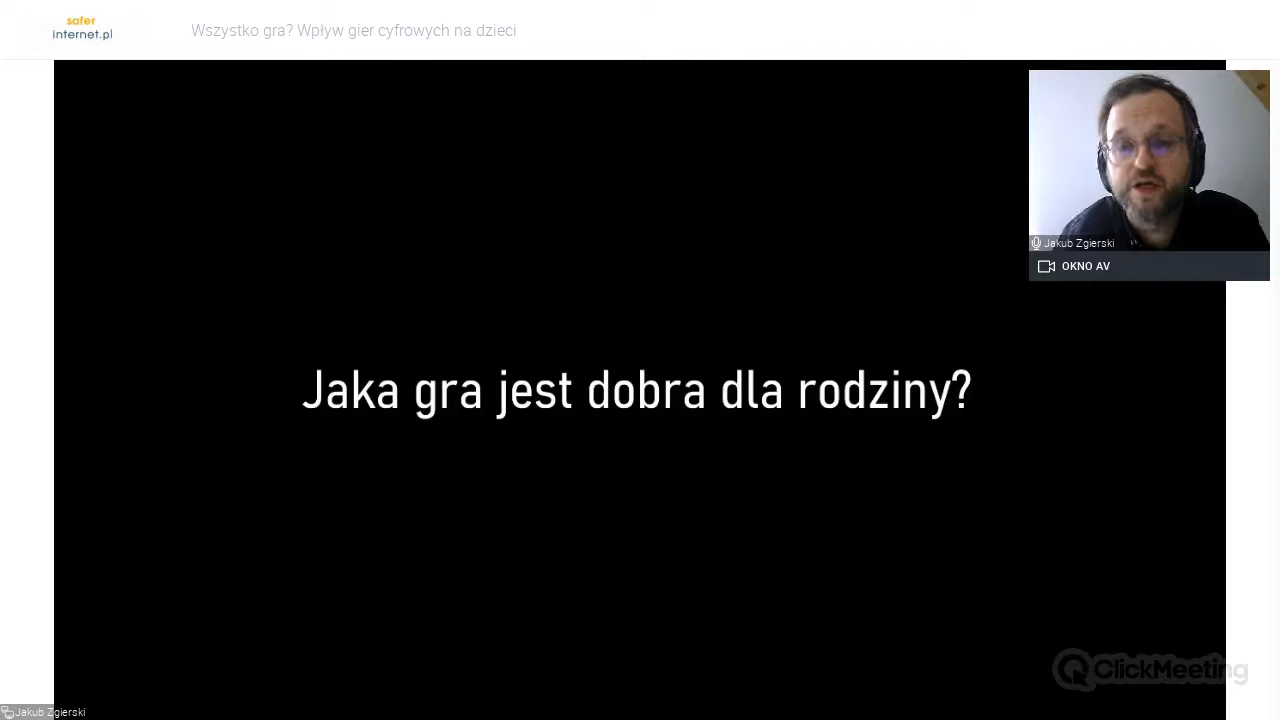 safer
internet.pl
Wszystko gra? Wpływ gier cyfrowych na dzieci
Jakub Zgierski
OKNO AV
Jaka gra jest dobra dla rodziny?
ClickMeeting
Jakub Zgierski